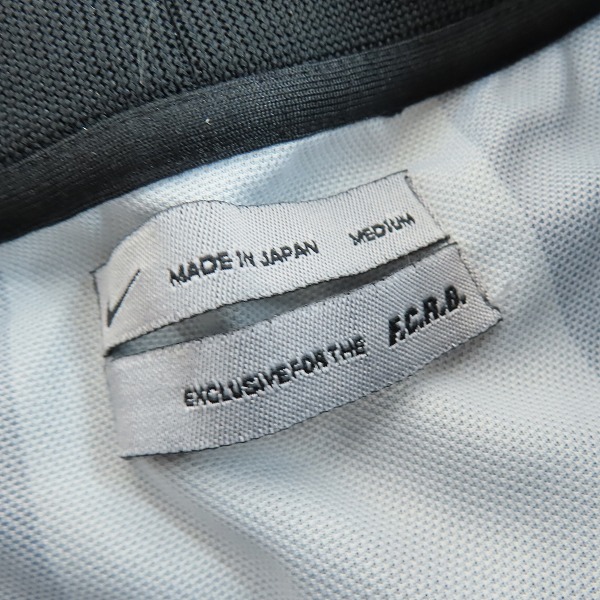 MADE IN JAPAN MEDIUM
EXCLUSIVE FOR THE F.C.R.B.